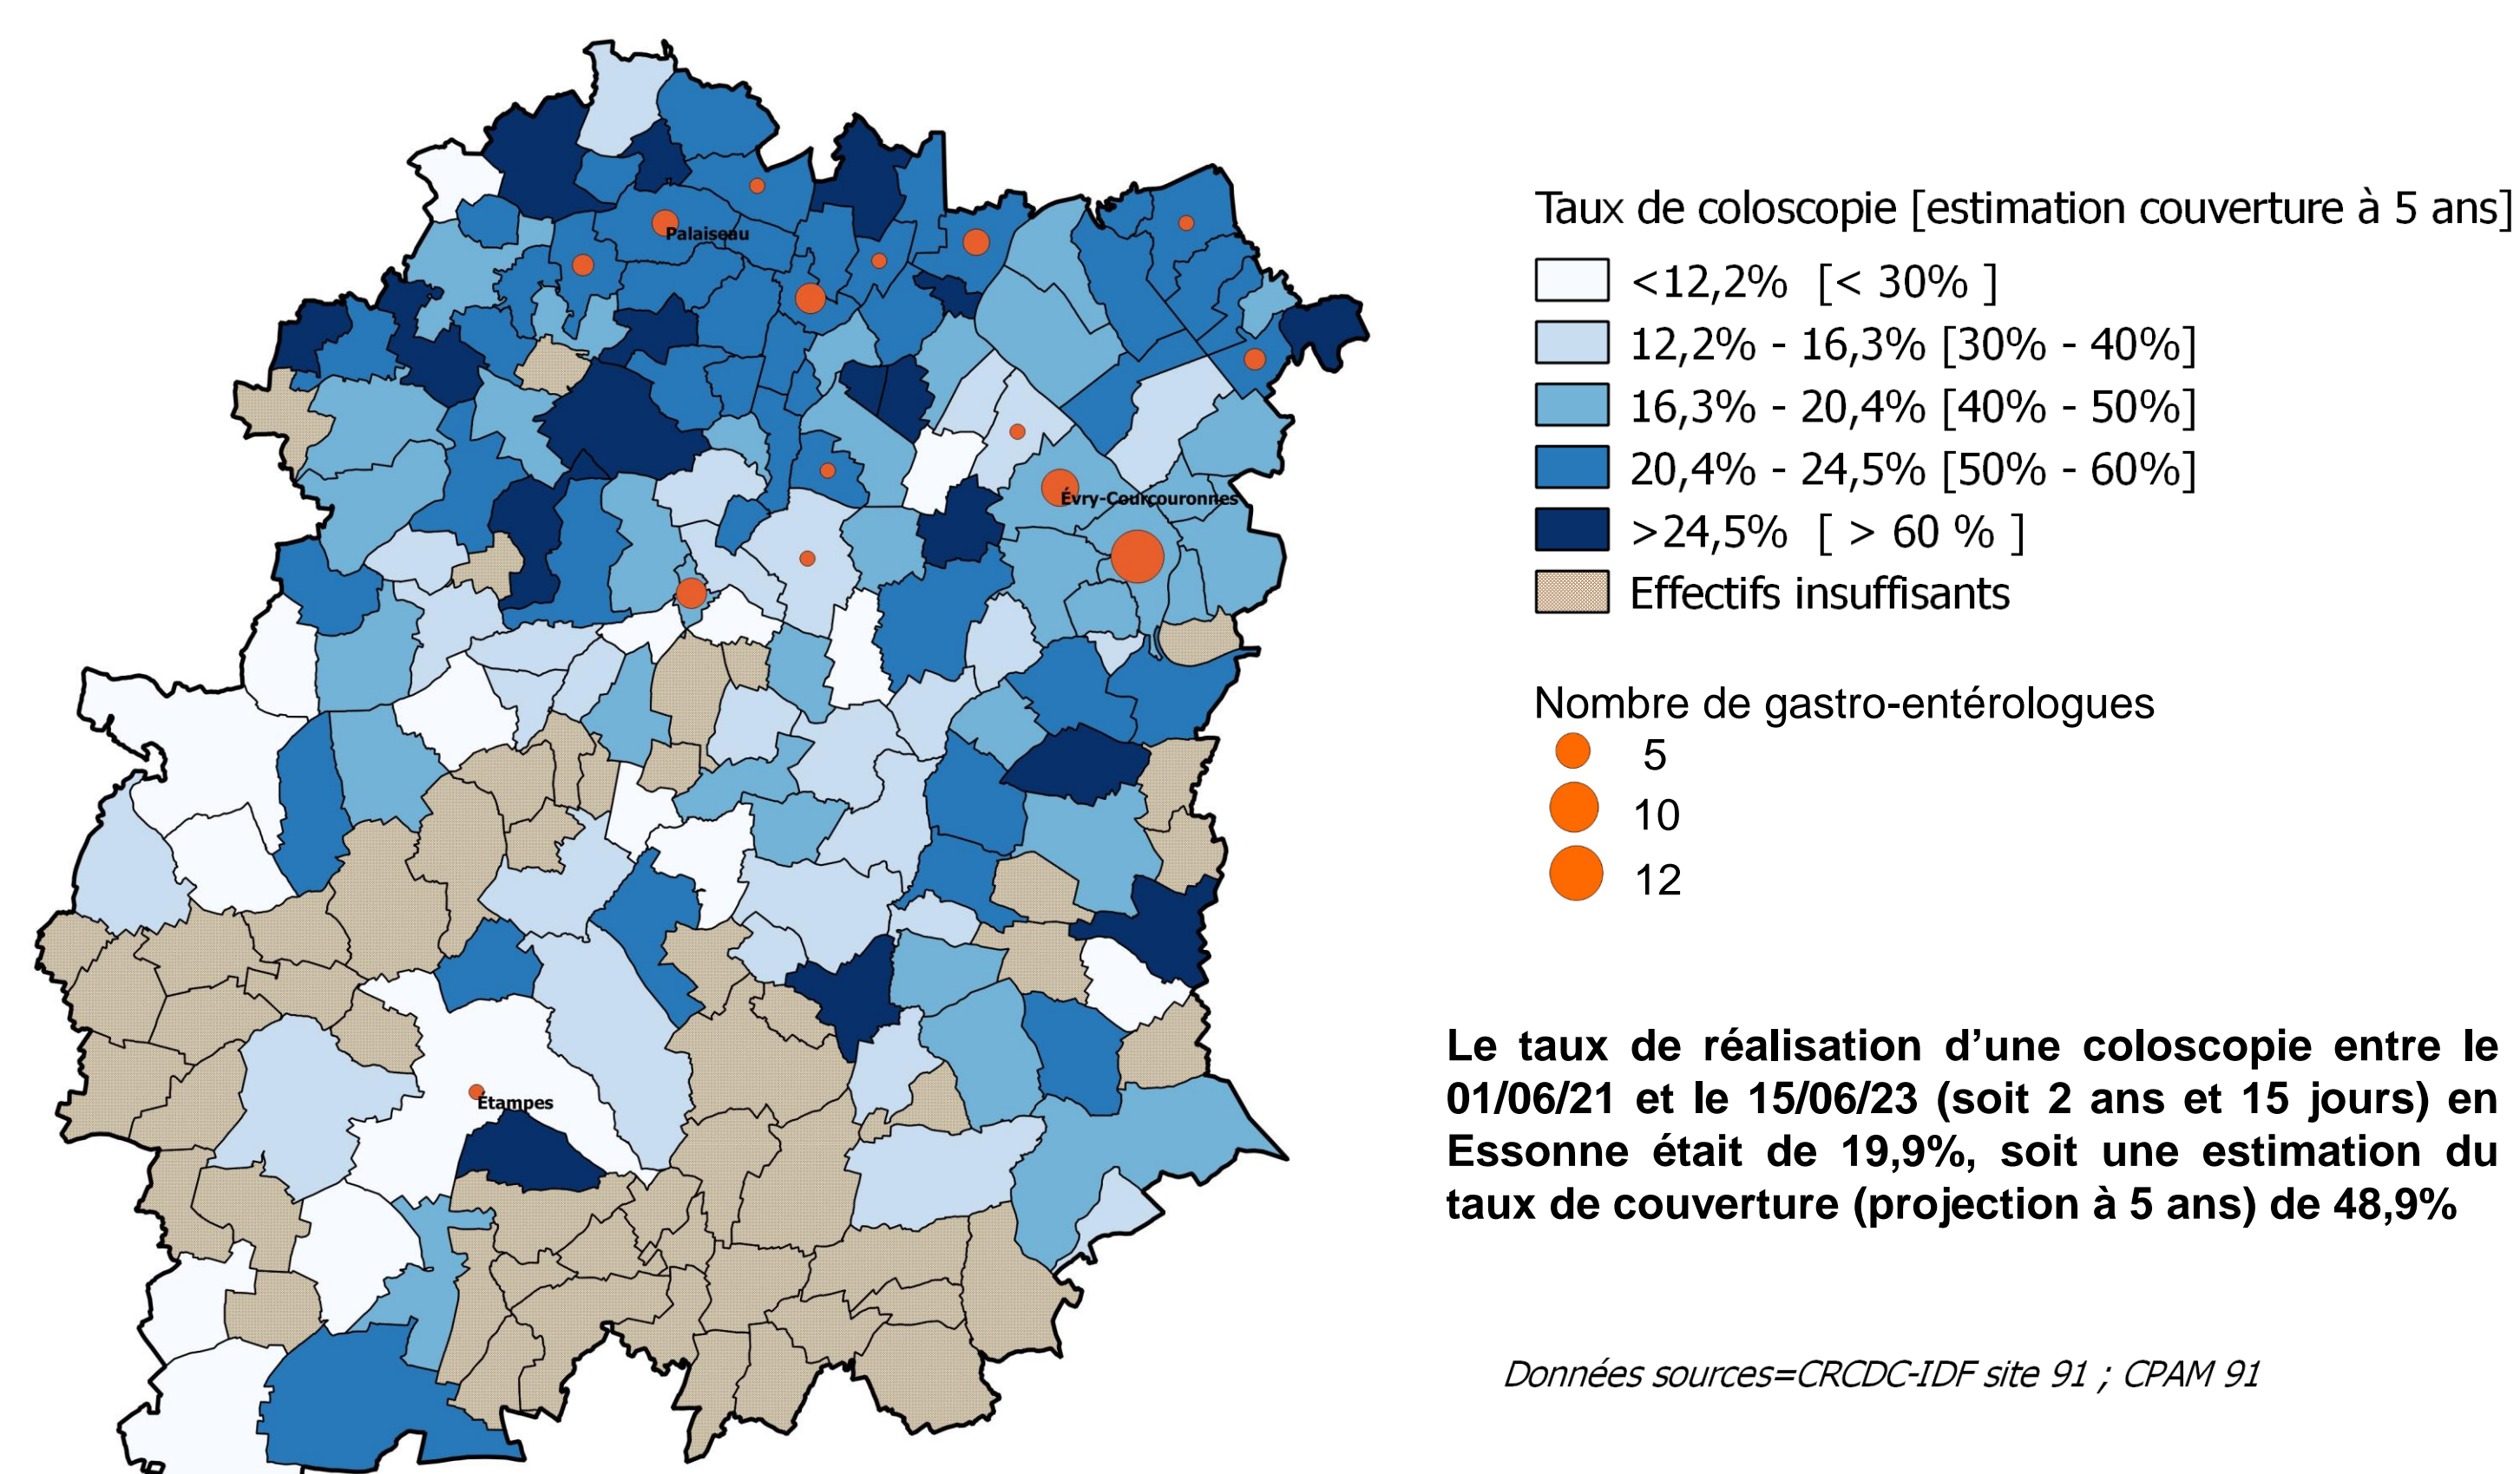 Palaiseau
Évry-Courcouronnes
Étampes
Taux de coloscopie [estimation couverture à 5 ans]
<12,2% [< 30% ]
12,2% - 16,3% [30% - 40%]
16,3% - 20,4% [40% - 50%]
20,4% - 24,5% [50% - 60%]
>24,5% [ > 60 % ]
Effectifs insuffisants
Nombre de gastro-entérologues
5
10
12
Le taux de réalisation d’une coloscopie entre le
01/06/21 et le 15/06/23 (soit 2 ans et 15 jours) en
Essonne était de 19,9%, soit une estimation du
taux de couverture (projection à 5 ans) de 48,9%
Données sources=CRCDC-IDF site 91 ; CPAM 91